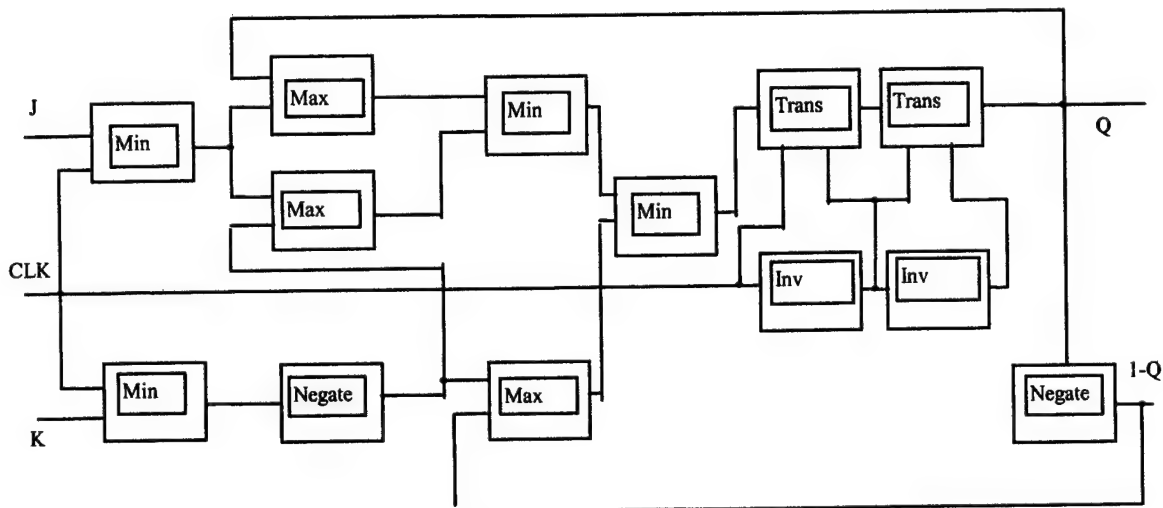 J
Min
Max
Max
Min
Min
Trans
Trans
Q
CLK
Inv
Inv
Min
K
Negate
Max
Negate
1-Q